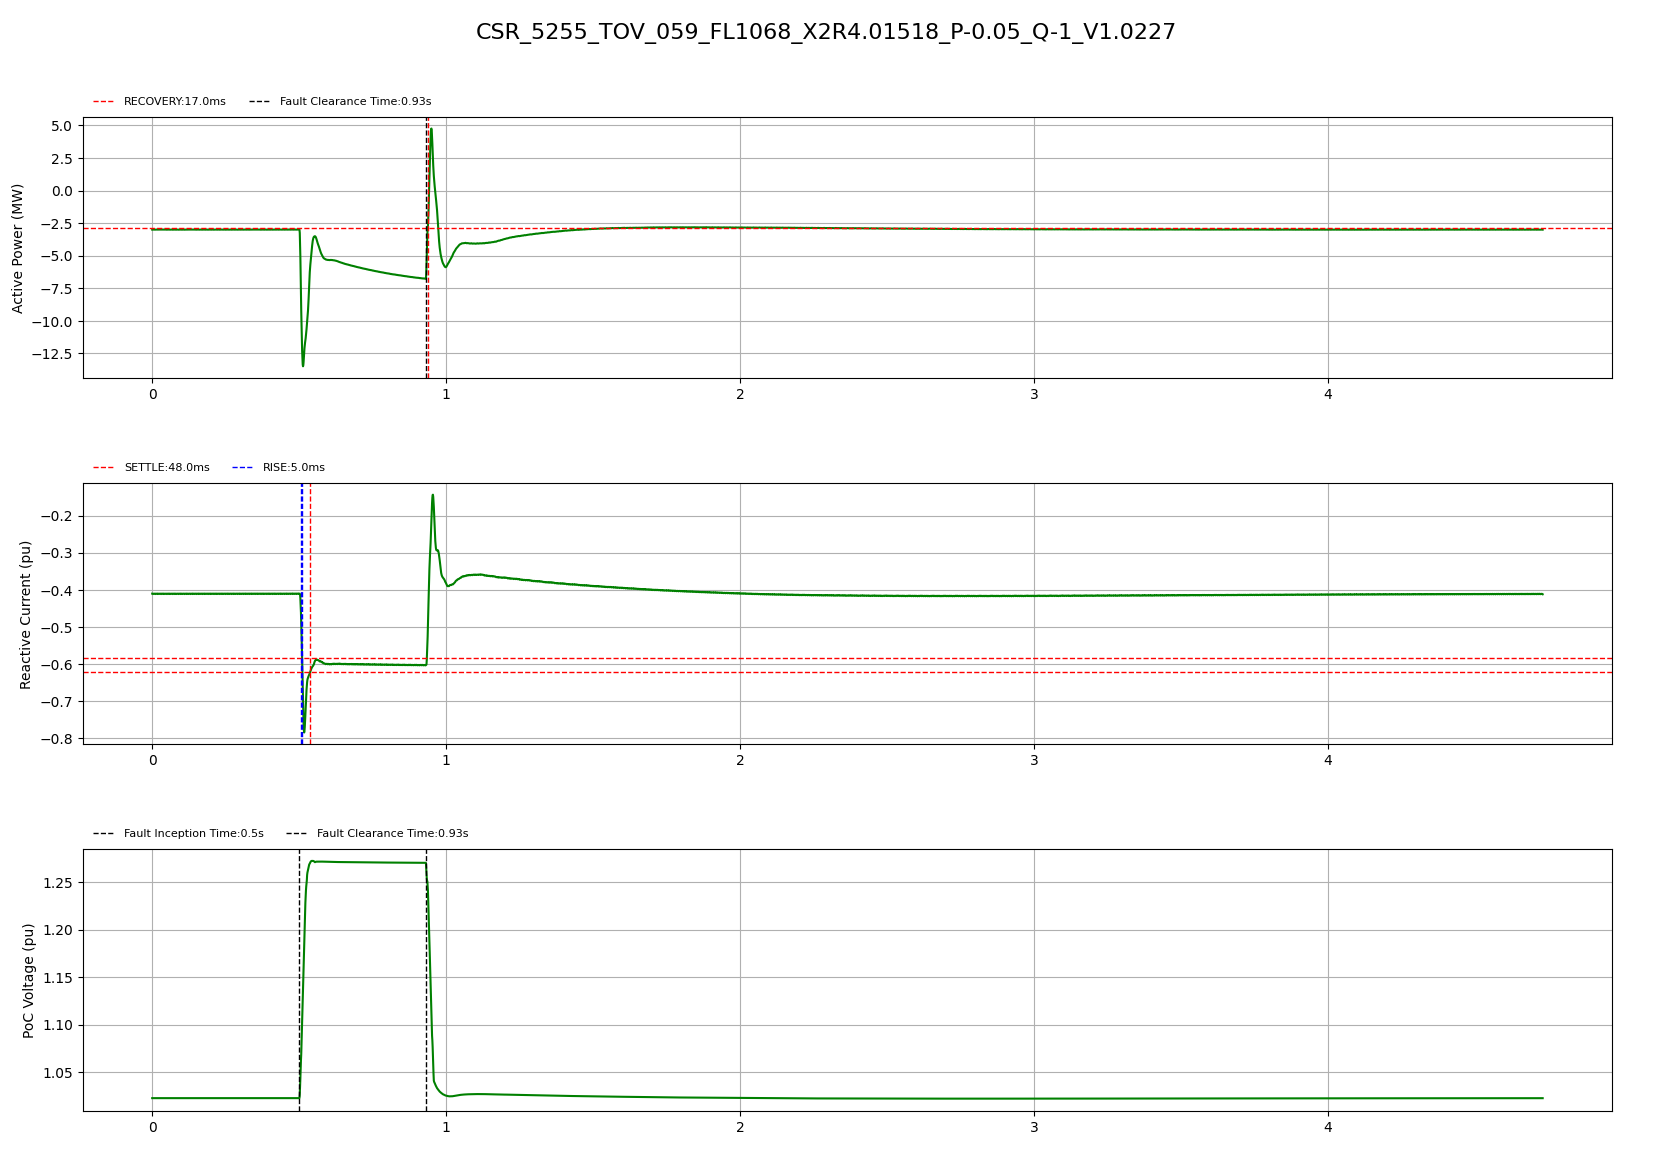 CSR_5255_TOV_059_FL1068_X2R4.01518_P-0.05_Q-1_V1.0227
RECOVERY:17.0ms Fault Clearance Time:0.93s
Active Power (MW)
5.0
2.5
0.0
−2.5
−5.0
−7.5
−10.0
−12.5
0 1 2 3 4
SETTLE:48.0ms RISE:5.0ms
Reactive Current (pu)
−0.2
−0.3
−0.4
−0.5
−0.6
−0.7
−0.8
0 1 2 3 4
Fault Inception Time:0.5s Fault Clearance Time:0.93s
PoC Voltage (pu)
1.25
1.20
1.15
1.10
1.05
0 1 2 3 4